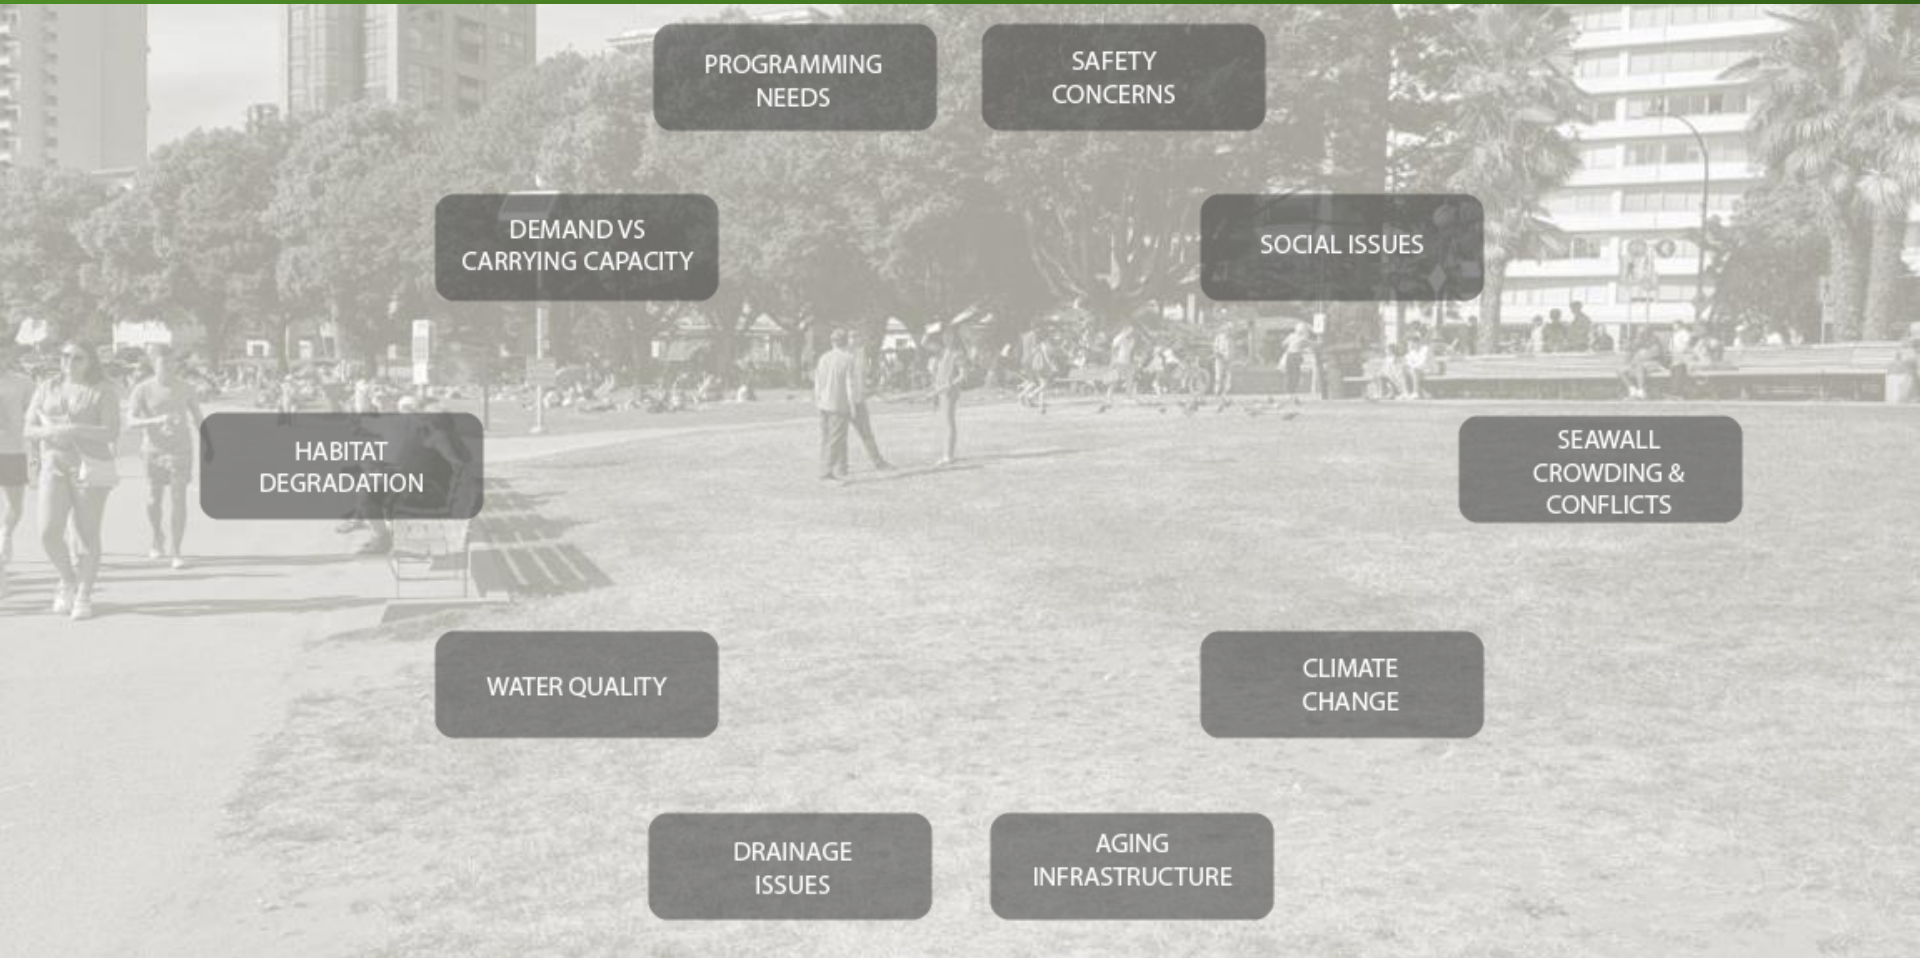 PROGRAMMING
NEEDS
SAFETY
CONCERNS
DEMAND VS
CARRYING CAPACITY
SOCIAL ISSUES
HABITAT
DEGRADATION
SEAWALL
CROWDING &
CONFLICTS
WATER QUALITY
CLIMATE
CHANGE
DRAINAGE
ISSUES
AGING
INFRASTRUCTURE